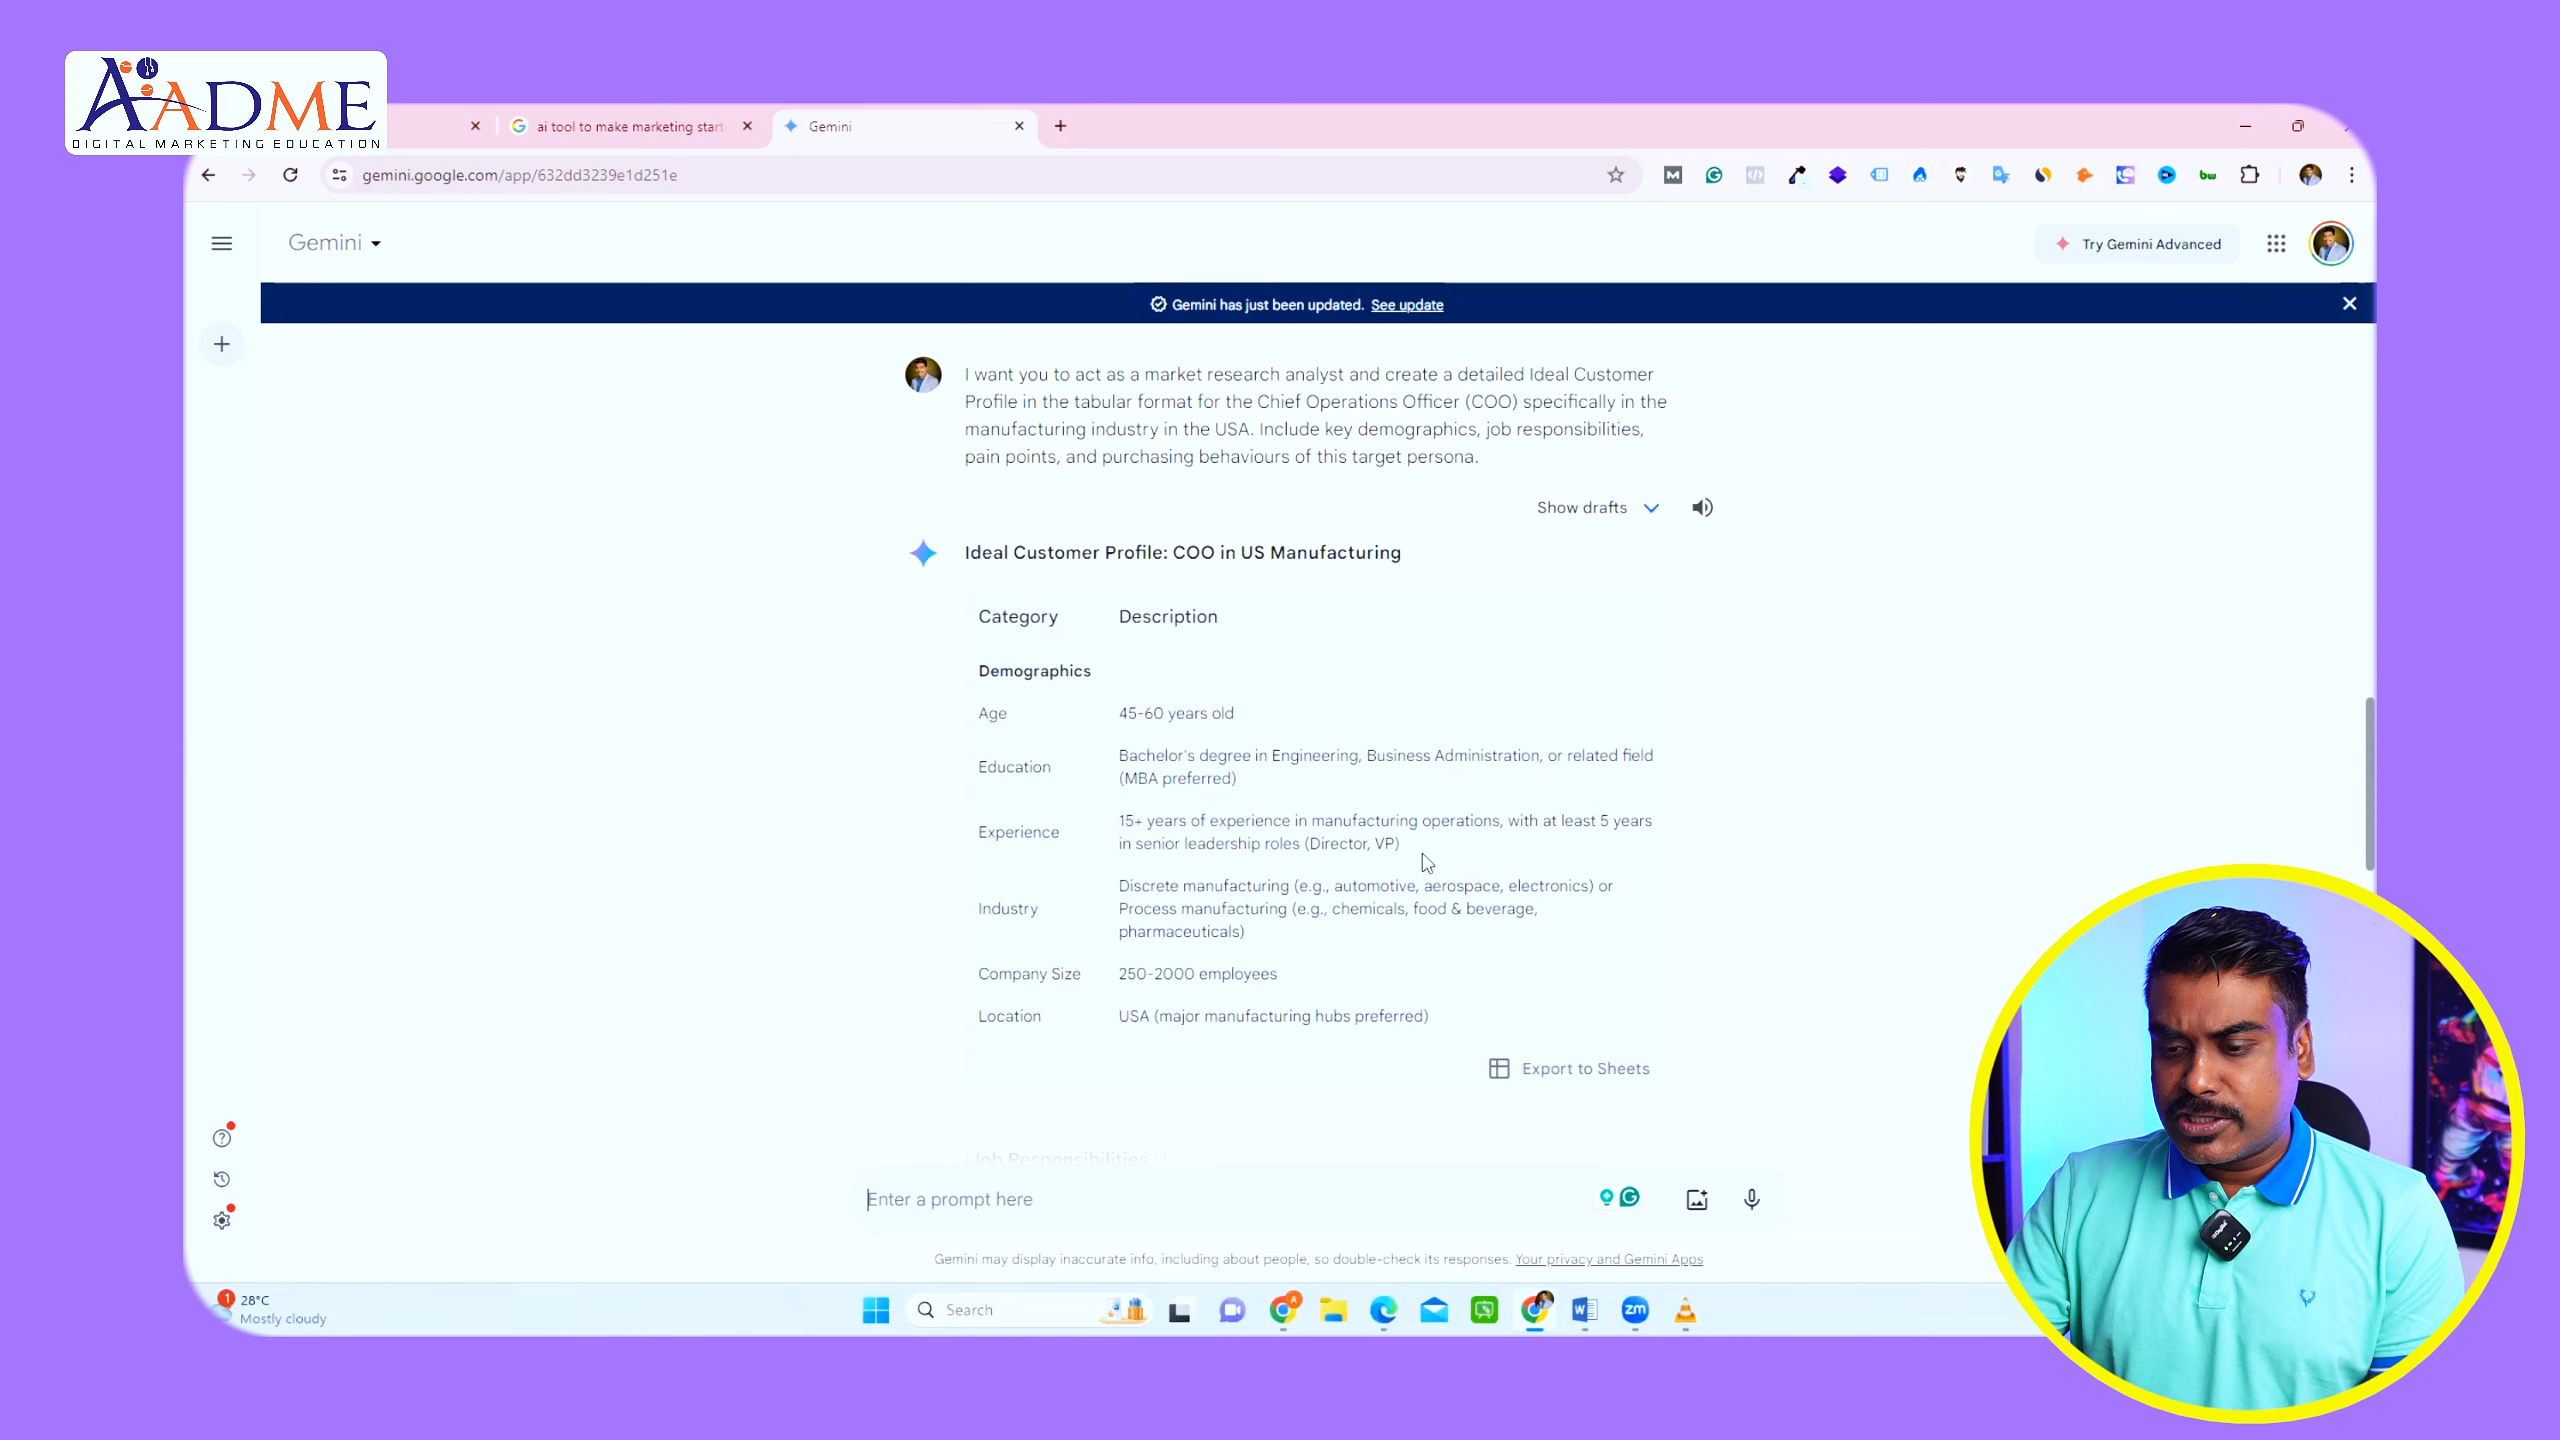 AADME
DIGITAL MARKETING EDUCATION
ai tool to make marketing start
Gemini
gemini.google.com/app/632dd3239e1d251e
Gemini
Try Gemini Advanced
Gemini has just been updated. See update
I want you to act as a market research analyst and create a detailed Ideal Customer
Profile in the tabular format for the Chief Operations Officer (COO) specifically in the
manufacturing industry in the USA. Include key demographics, job responsibilities,
pain points, and purchasing behaviours of this target persona.
Show drafts
Ideal Customer Profile: COO in US Manufacturing
Category Description
Demographics
Age 45-60 years old
Education Bachelor's degree in Engineering, Business Administration, or related field
(MBA preferred)
Experience 15+ years of experience in manufacturing operations, with at least 5 years
in senior leadership roles (Director, VP)
Industry Discrete manufacturing (e.g., automotive, aerospace, electronics) or
Process manufacturing (e.g., chemicals, food & beverage,
pharmaceuticals)
Company Size 250-2000 employees
Location USA (major manufacturing hubs preferred)
Export to Sheets
Job Responsibilities
Enter a prompt here
Gemini may display inaccurate info, including about people, so double-check its responses. Your privacy and Gemini Apps
1
28°C
Mostly cloudy
Search
A
zm